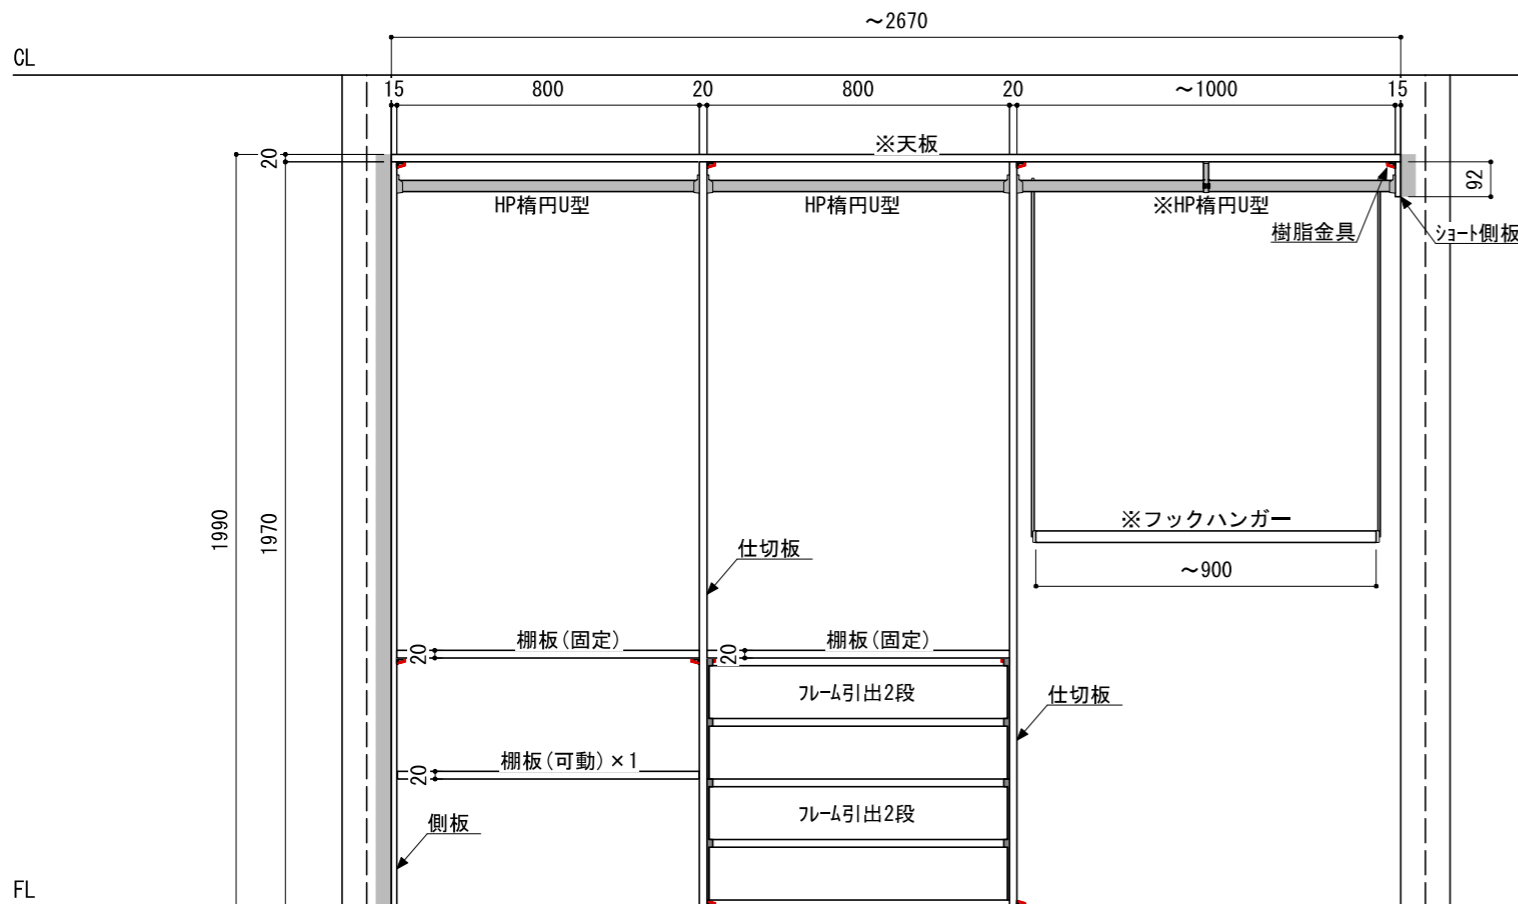 ～2670
CL
15 800 20 800 20 ～1000 15
20
※天板
92
HP楕円U型
HP楕円U型
※HP楕円U型
樹脂金具
ｼｮｰﾄ側板
1990
1970
※フックハンガー
～900
仕切板
20
棚板(固定)
20
棚板(固定)
ﾌﾚｰﾑ引出2段
仕切板
20
棚板(可動)×1
ﾌﾚｰﾑ引出2段
側板
FL